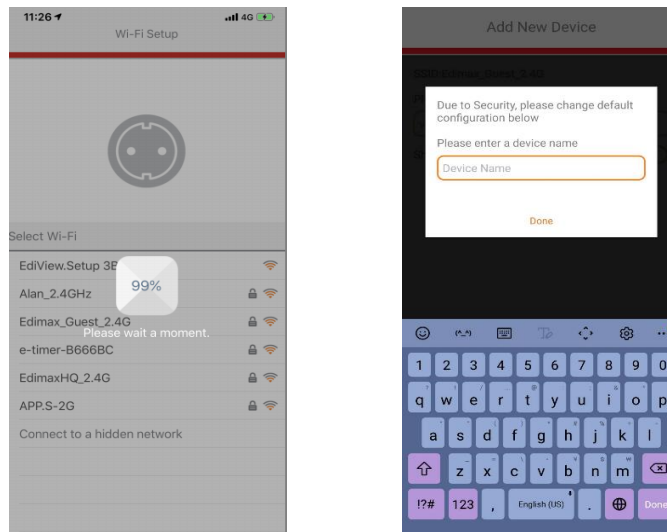 11:26
4G
Wi-Fi Setup
Select Wi-Fi
EdiView.Setup 3B
Alan_2.4GHz
99%
Edimax_Guest_2.4G
Please wait a moment.
e-timer-B666BC
EdimaxHQ_2.4G
APP.S-2G
Connect to a hidden network
Add New Device
SSID:Edimax_Guest_2.4G
Due to Security, please change default
configuration below
Please enter a device name
Device Name
Done
1 2 3 4 5 6 7 8 9 0
q w e r t y u i o p
a s d f g h j k l
z x c v b n m
!?# 123 , English (US) . Done